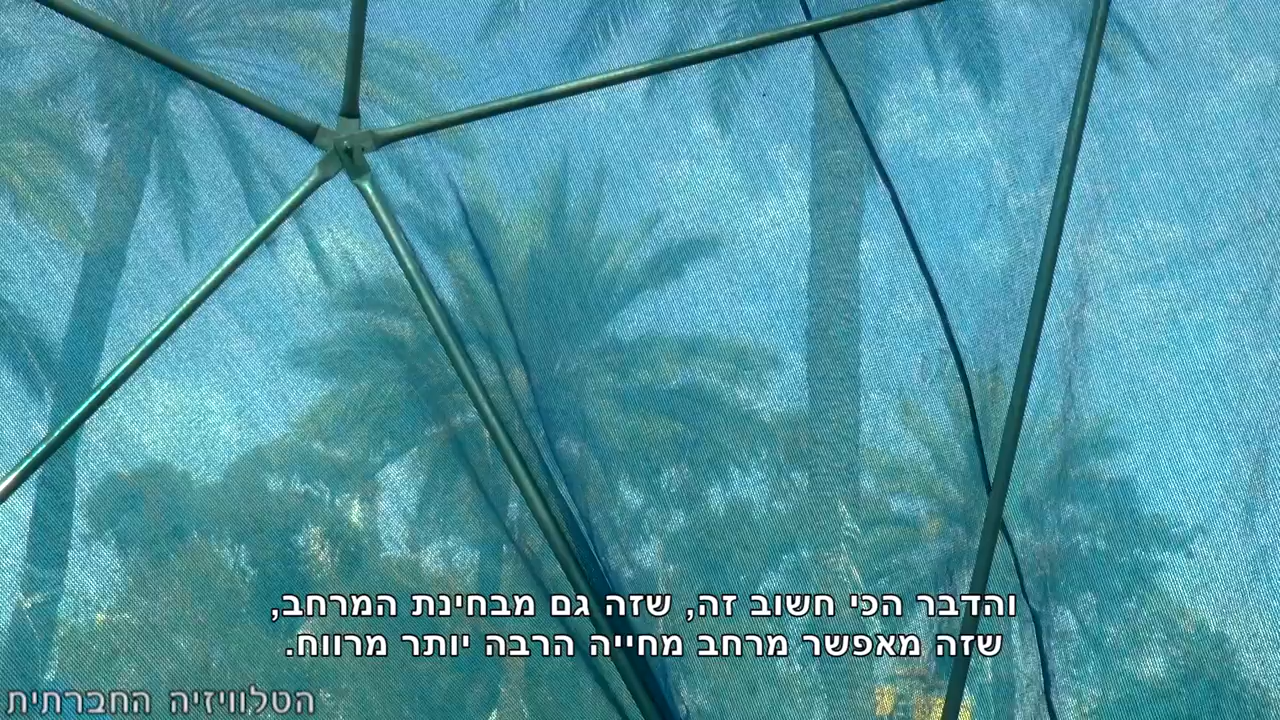 והדבר הכי חשוב זה, שזה גם מבחינת המרחב,
שזה מאפשר מרחב מחייה הרבה יותר מרווח.
הטלוויזיה החברתית